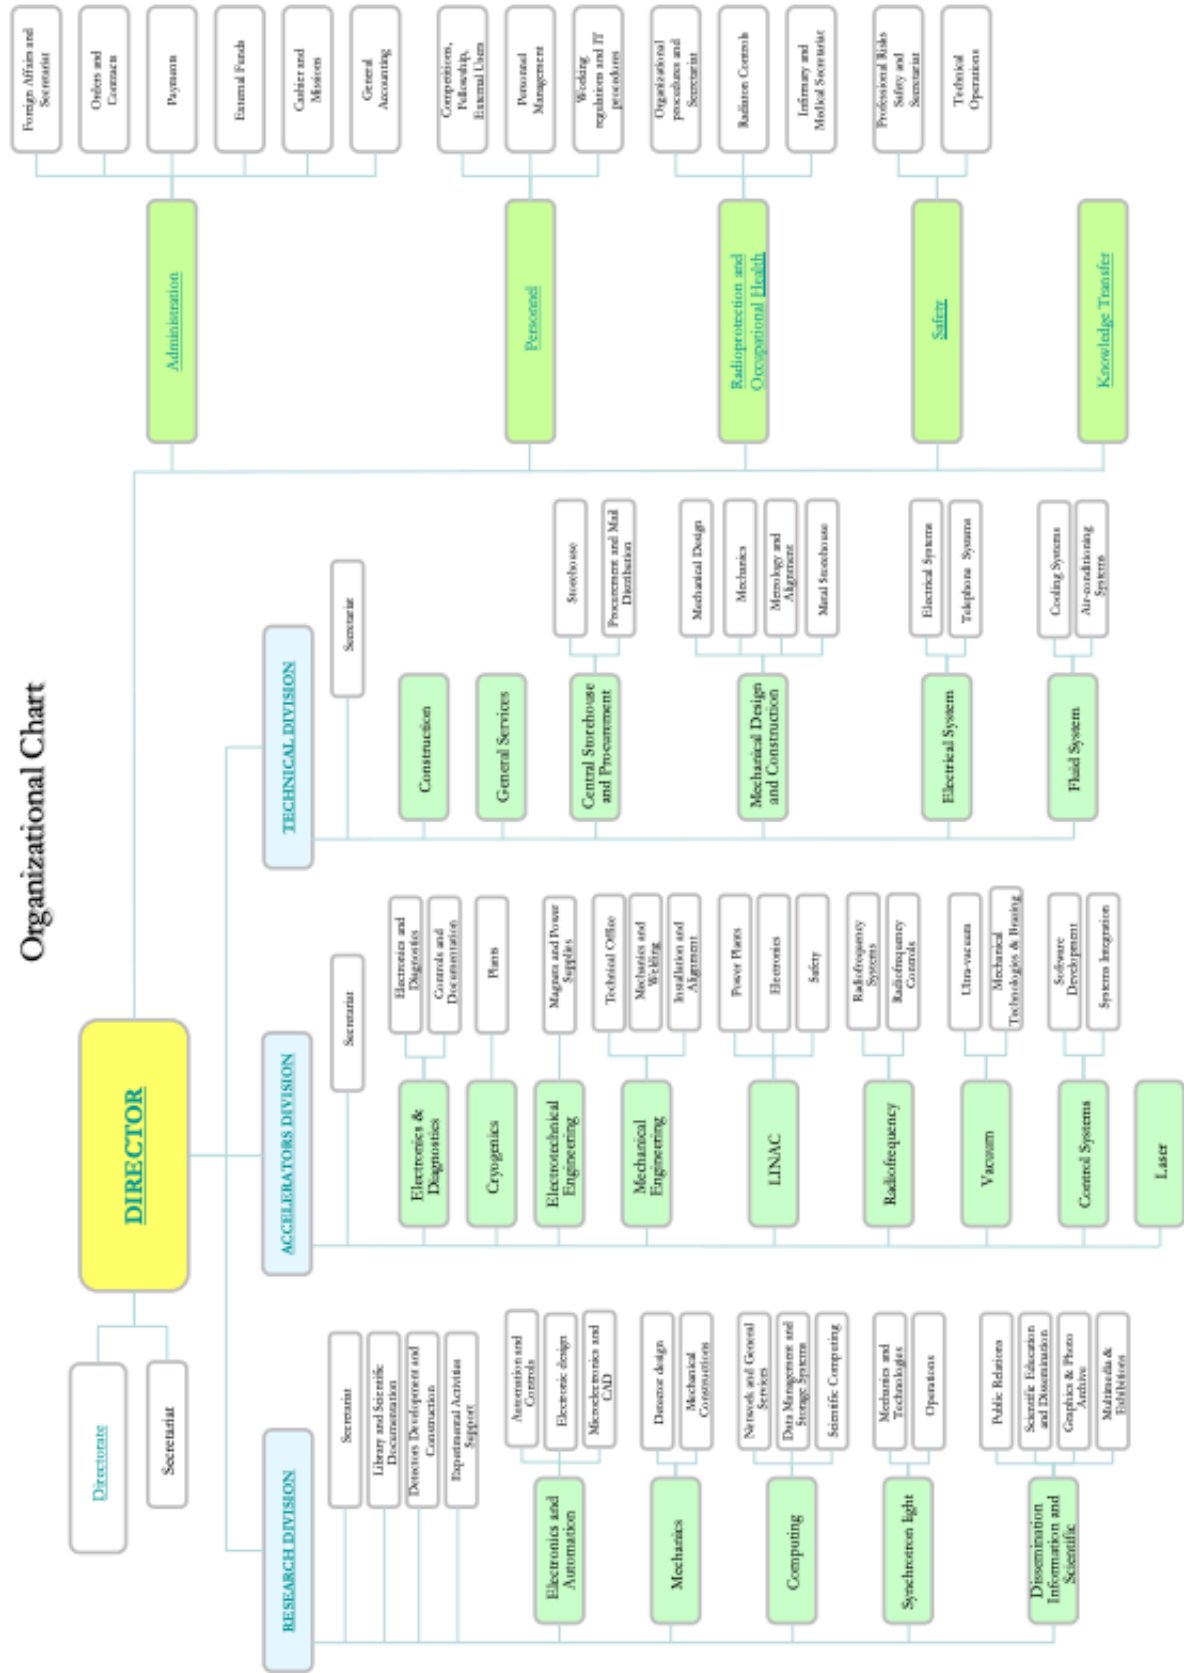 Organizational Chart
DIRECTOR
Directorate
Secretariat
RESEARCH DIVISION
Secretariat
Library and Scientific
Documentation
Detectors Development and
Construction
Experimental Activities
Support
Electronics and
Automation
Automation and
Controls
Electronic design
Microelectronics and
CAD
Mechanics
Detector design
Mechanical
Constructions
Computing
Network and General
Services
Data Management and
Storage Systems
Scientific Computing
Synchrotron light
Mechanics and
Technologies
Operations
Dissemination
Information and
Scientific
Public Relations
Scientific Education
and Dissemination
Graphics & Photo
Archive
Multimedia &
Exhibitions
ACCELERATORS DIVISION
Secretariat
Electronics &
Diagnostics
Electronics and
Diagnostics
Controls and
Documentation
Cryogenics
Plants
Electrotechnical
Engineering
Magnets and Power
Supplies
Mechanical
Engineering
Technical Office
Mechanics and
Welding
Installation and
Alignment
LINAC
Power Plants
Electronics
Safety
Radiofrequency
Radiofrequency
Systems
Radiofrequency
Controls
Vacuum
Ultra-vacuum
Mechanical
Technologies & Brazing
Control Systems
Software
Development
Systems Integration
Laser
TECHNICAL DIVISION
Secretariat
Construction
General Services
Central Storehouse
and Procurement
Storehouse
Procurement and Mail
Distribution
Mechanical Design
and Construction
Mechanical Design
Mechanics
Metrology and
Alignment
Metal Storehouse
Electrical System
Electrical Systems
Telephone Systems
Fluid System
Cooling Systems
Air-conditioning
Systems
Administration
Foreign Affairs and
Secretariat
Orders and
Contracts
Payments
External Funds
Cashier and
Missions
General
Accounting
Personnel
Competitions,
Fellowship,
External Users
Personnel
Management
Working
regulations and IT
procedures
Radioprotection and
Occupational Health
Organizational
procedures and
Secretariat
Radiation Controls
Infirmary and
Medical Secretariat
Safety
Professional Risks
Safety and
Secretariat
Technical
Operations
Knowledge Transfer